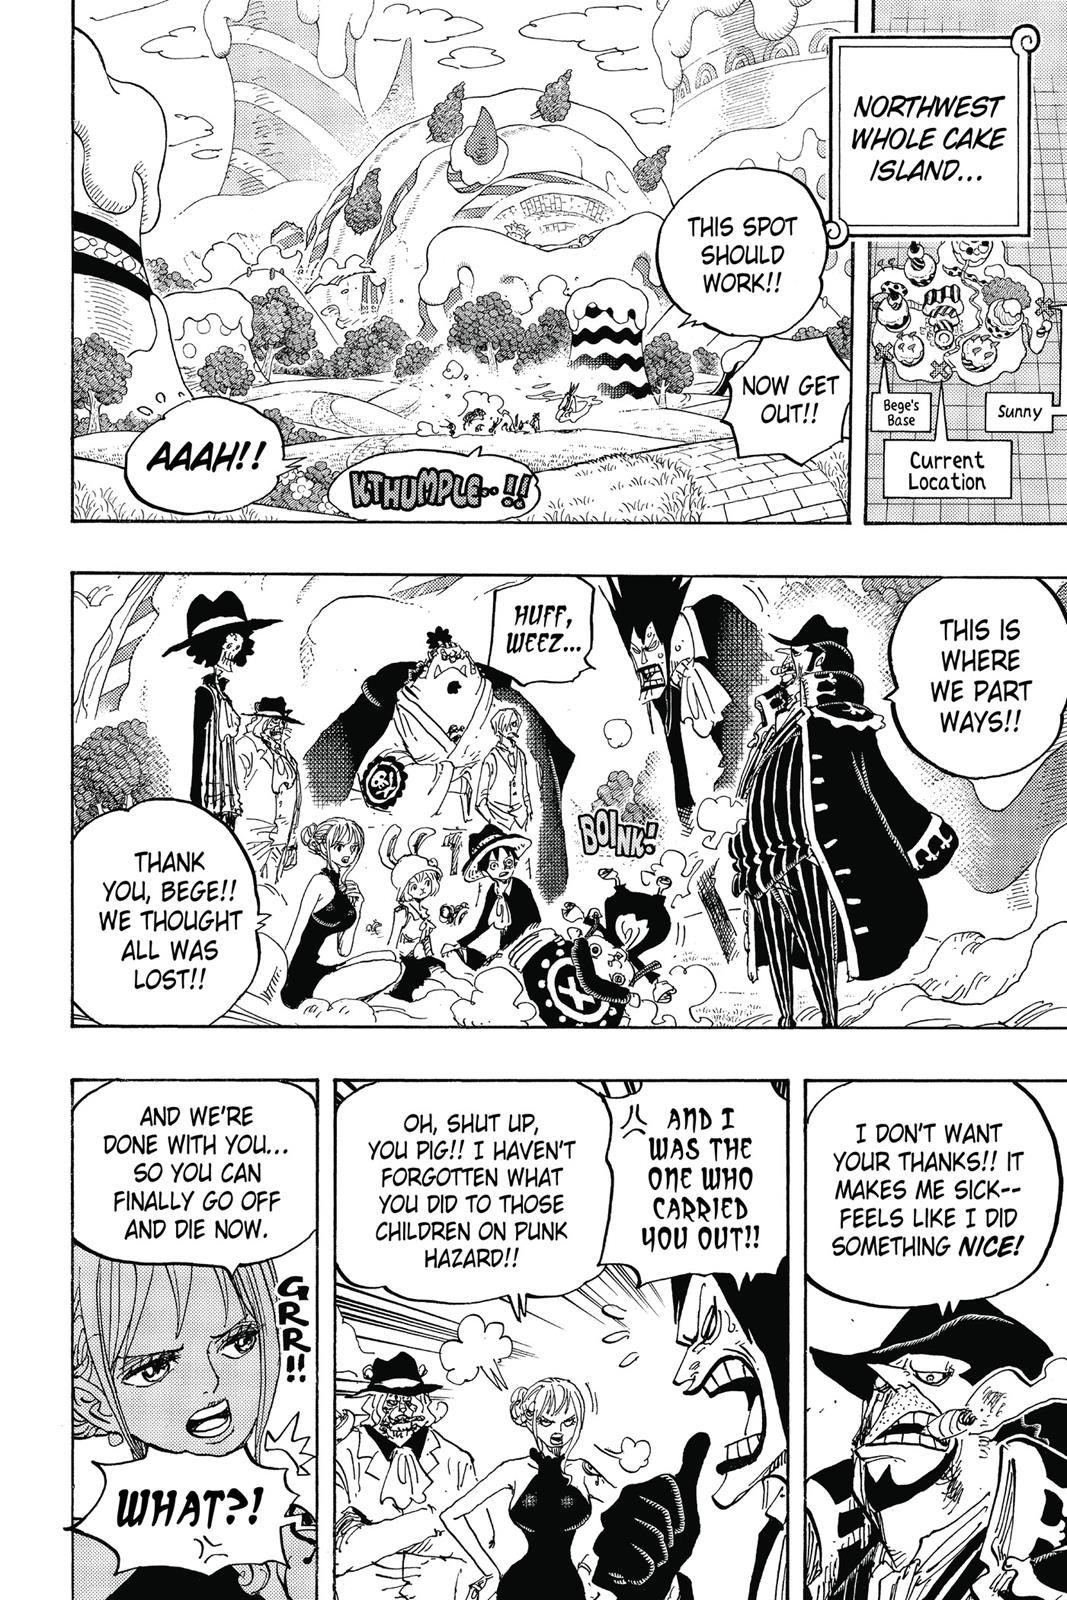 NORTHWEST
WHOLE CAKE
ISLAND...
Bege's
Base
Sunny
Current
Location
THIS SPOT
SHOULD
WORK!!
NOW GET
OUT!!
AAAH!!
KTHUMPLE--!!
THIS IS
WHERE
WE PART
WAYS!!
HUFF,
WEEZ...
BOINK!
THANK
YOU, BEGE!!
WE THOUGHT
ALL WAS
LOST!!
I DON'T WANT
YOUR THANKS!! IT
MAKES ME SICK--
FEELS LIKE I DID
SOMETHING NICE!
AND I
WAS THE
ONE WHO
CARRIED
YOU OUT!!
OH, SHUT UP,
YOU PIG!! I HAVEN'T
FORGOTTEN WHAT
YOU DID TO THOSE
CHILDREN ON PUNK
HAZARD!!
AND WE'RE
DONE WITH YOU...
SO YOU CAN
FINALLY GO OFF
AND DIE NOW.
GRR!!
WHAT?!